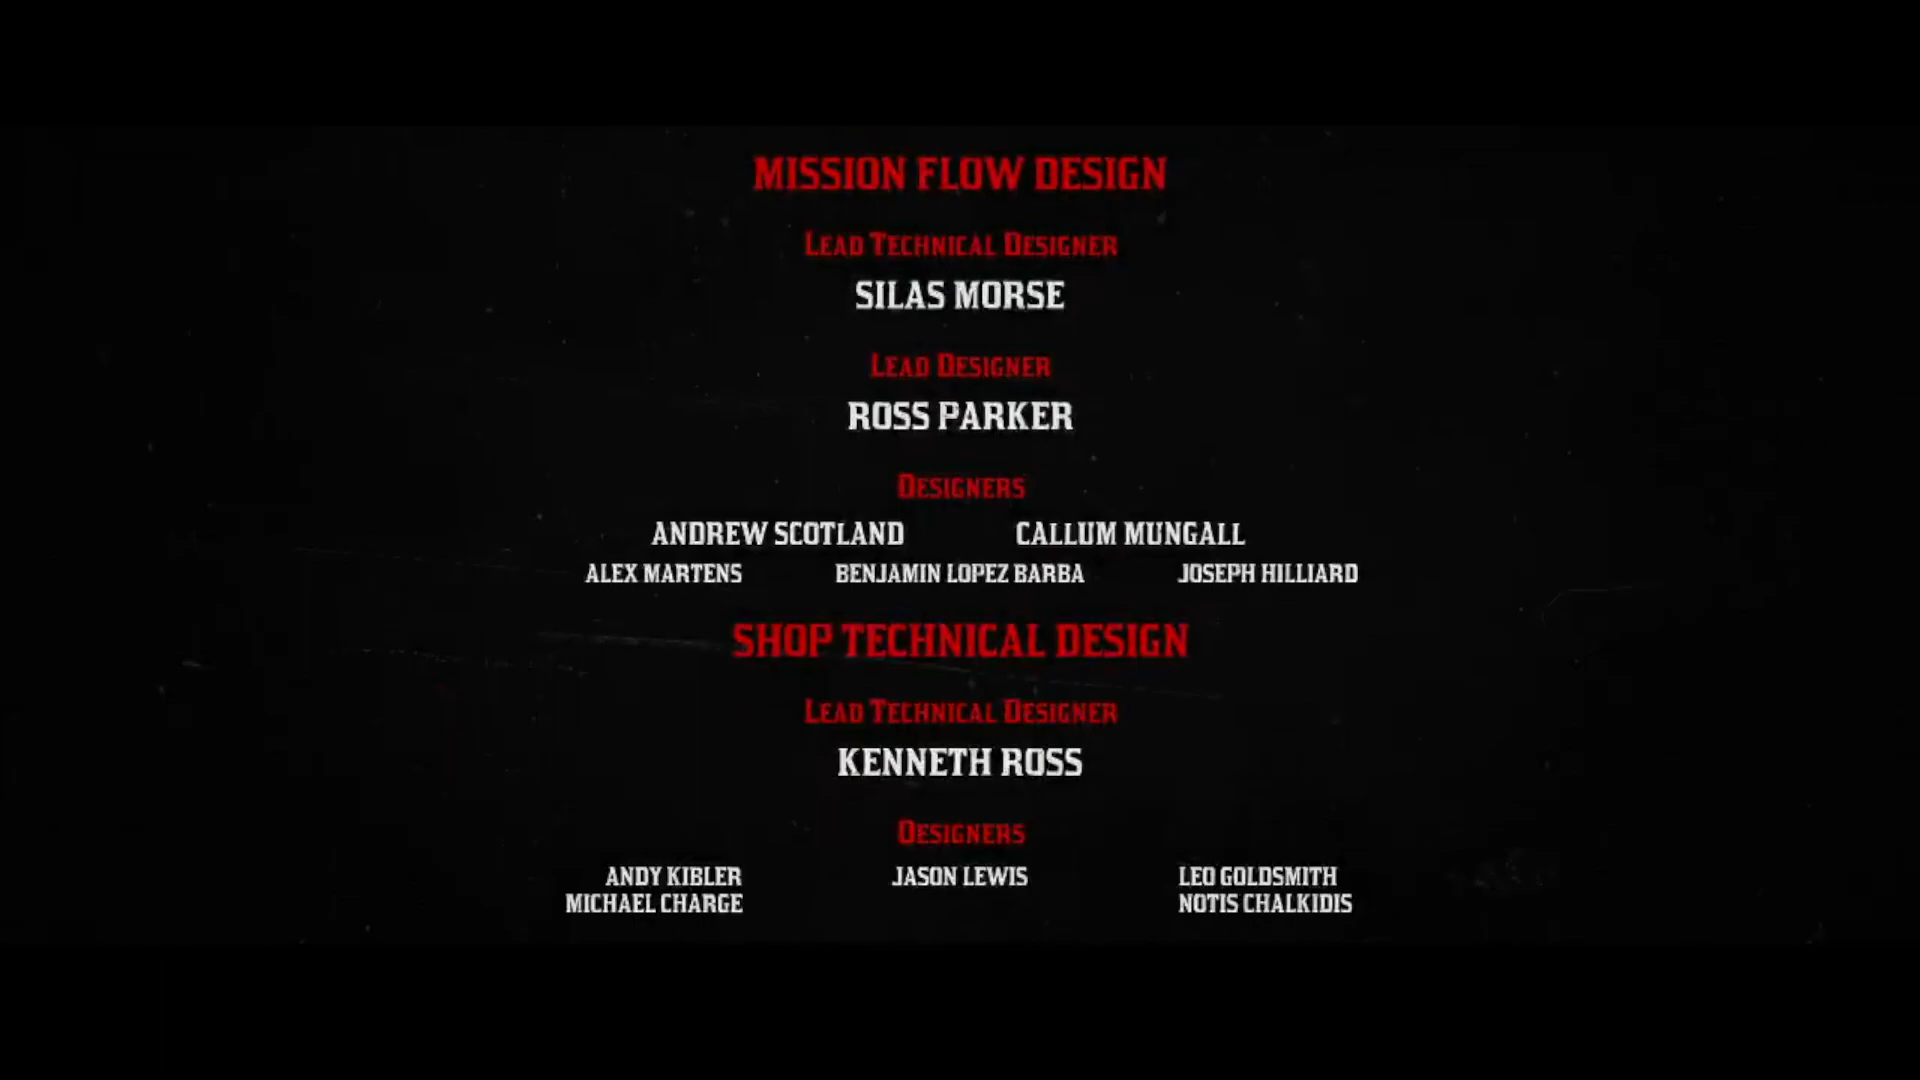 MISSION FLOW DESIGN
LEAD TECHNICAL DESIGNER
SILAS MORSE
LEAD DESIGNER
ROSS PARKER
DESIGNERS
ANDREW SCOTLAND CALLUM MUNGALL
ALEX MARTENS BENJAMIN LOPEZ BARBA JOSEPH HILLIARD
SHOP TECHNICAL DESIGN
LEAD TECHNICAL DESIGNER
KENNETH ROSS
DESIGNERS
ANDY KIBLER JASON LEWIS LEO GOLDSMITH
MICHAEL CHARGE NOTIS CHALKIDIS